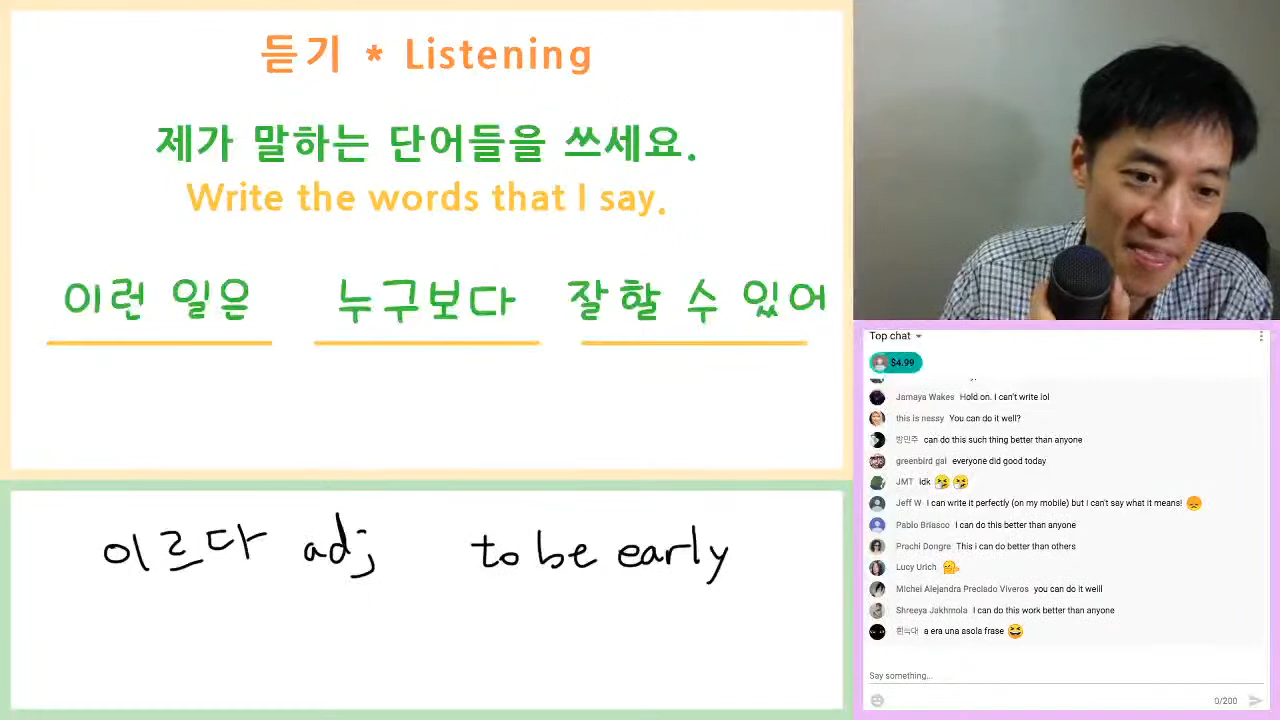 듣기 * Listening
제가 말하는 단어들을 쓰세요.
Write the words that I say.
이런 일은 누구보다 잘할 수 있어
이르다 adj to be early
Top chat
$4.99
Jamaya Wakes Hold on. I can't write lol
this is nessy You can do it well?
방민주 can do this such thing better than anyone
greenbird gai everyone did good today
JMT idk
Jeff W I can write it perfectly (on my mobile) but I can't say what it means!
Pablo Briasco I can do this better than anyone
Prachi Dongre This i can do better than others
Lucy Urich
Michel Alejandra Preciado Viveros you can do it welll
Shreeya Jakhmola I can do this work better than anyone
흰늑대 a era una asola frase
Say something...
0/200